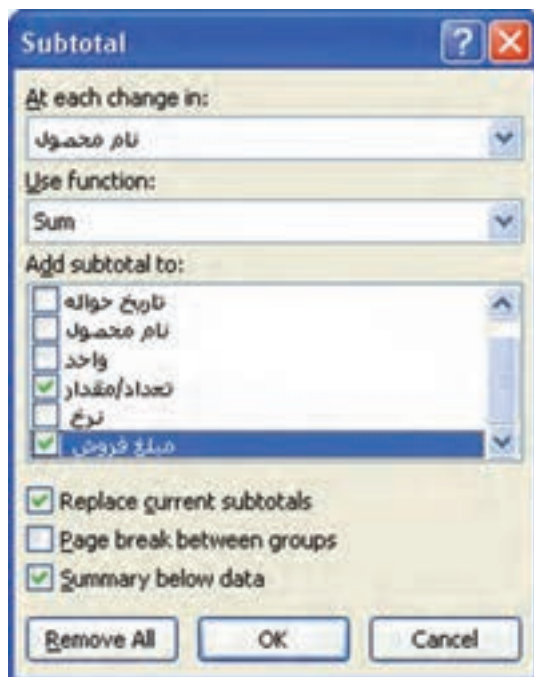 Subtotal
At each change in:
نام محصول
Use function:
Sum
Add subtotal to:
تاریخ حواله
نام محصول
واحد
تعداد/مقدار
نرخ
مبلغ فروش
Replace current subtotals
Page break between groups
Summary below data
Remove All OK Cancel